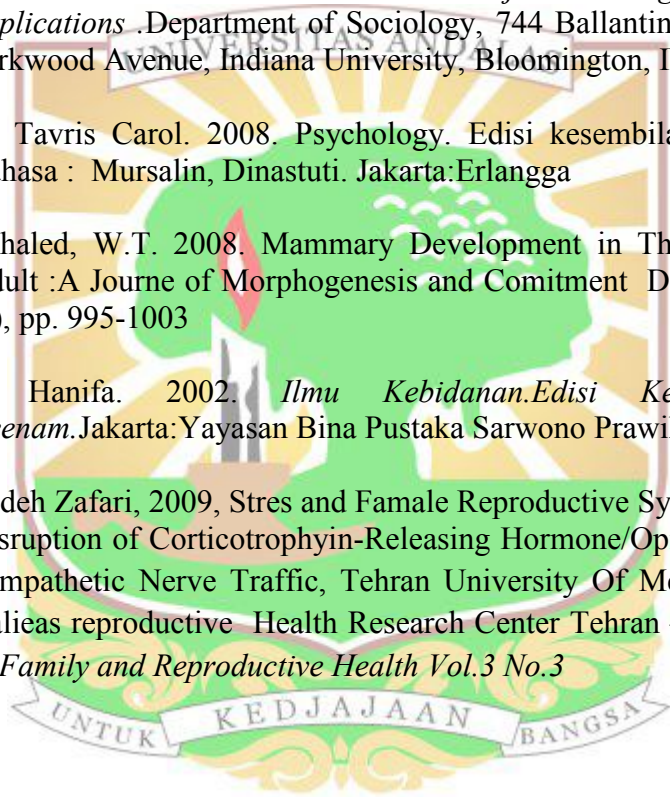 plications .Department of Sociology, 744 Ballantin
UNIVERSITAS ANDALAS
rkwood Avenue, Indiana University, Bloomington, I
Tavris Carol. 2008. Psychology. Edisi kesembila
ahasa : Mursalin, Dinastuti. Jakarta:Erlangga
haled, W.T. 2008. Mammary Development in Th
dult :A Journe of Morphogenesis and Comitment D
), pp. 995-1003
Hanifa. 2002. Ilmu Kebidanan.Edisi Ke
enam.Jakarta:Yayasan Bina Pustaka Sarwono Prawi
deh Zafari, 2009, Stres and Famale Reproductive Sy
sruption of Corticotrophyin-Releasing Hormone/Op
mpathetic Nerve Traffic, Tehran University Of Me
alieas reproductive Health Research Center Tehran
Family and Reproductive Health Vol.3 No.3
UNTUK KEDJAJAAN BANGSA